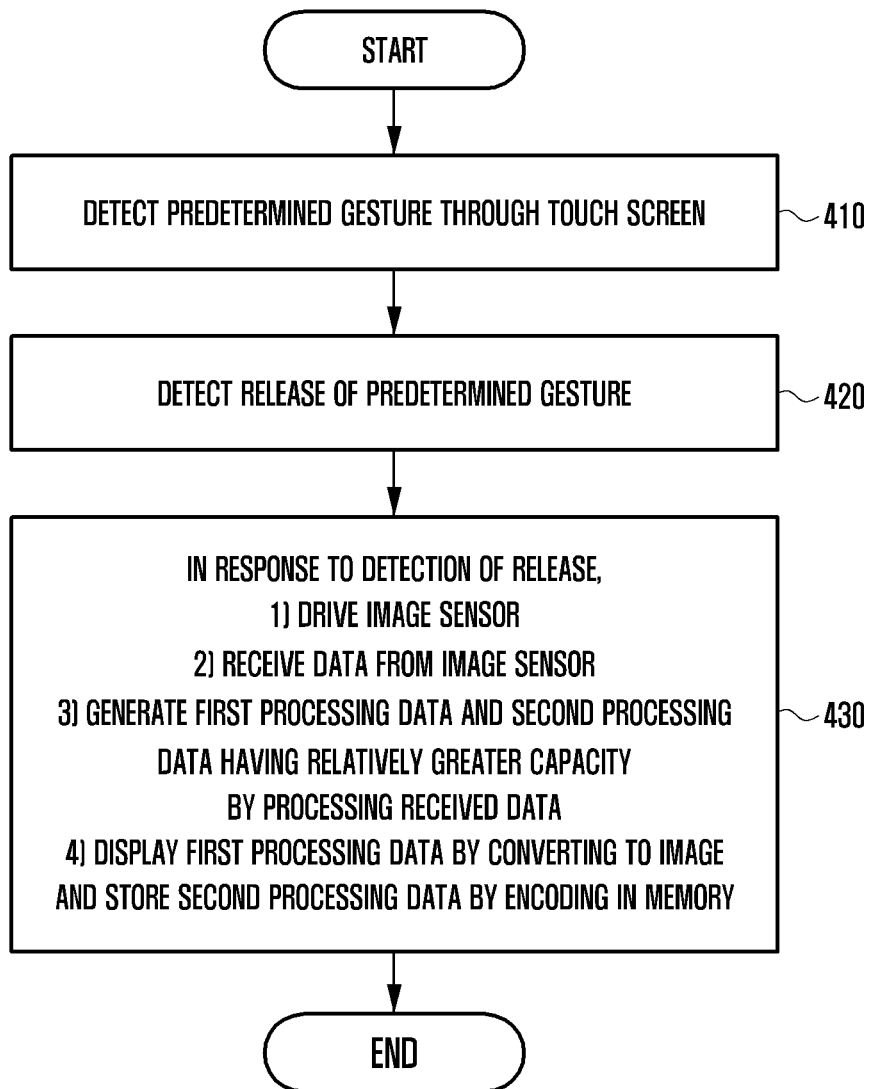 START
DETECT PREDETERMINED GESTURE THROUGH TOUCH SCREEN
410
DETECT RELEASE OF PREDETERMINED GESTURE
420
IN RESPONSE TO DETECTION OF RELEASE,
1) DRIVE IMAGE SENSOR
2) RECEIVE DATA FROM IMAGE SENSOR
3) GENERATE FIRST PROCESSING DATA AND SECOND PROCESSING
DATA HAVING RELATIVELY GREATER CAPACITY
BY PROCESSING RECEIVED DATA
4) DISPLAY FIRST PROCESSING DATA BY CONVERTING TO IMAGE
AND STORE SECOND PROCESSING DATA BY ENCODING IN MEMORY
430
END